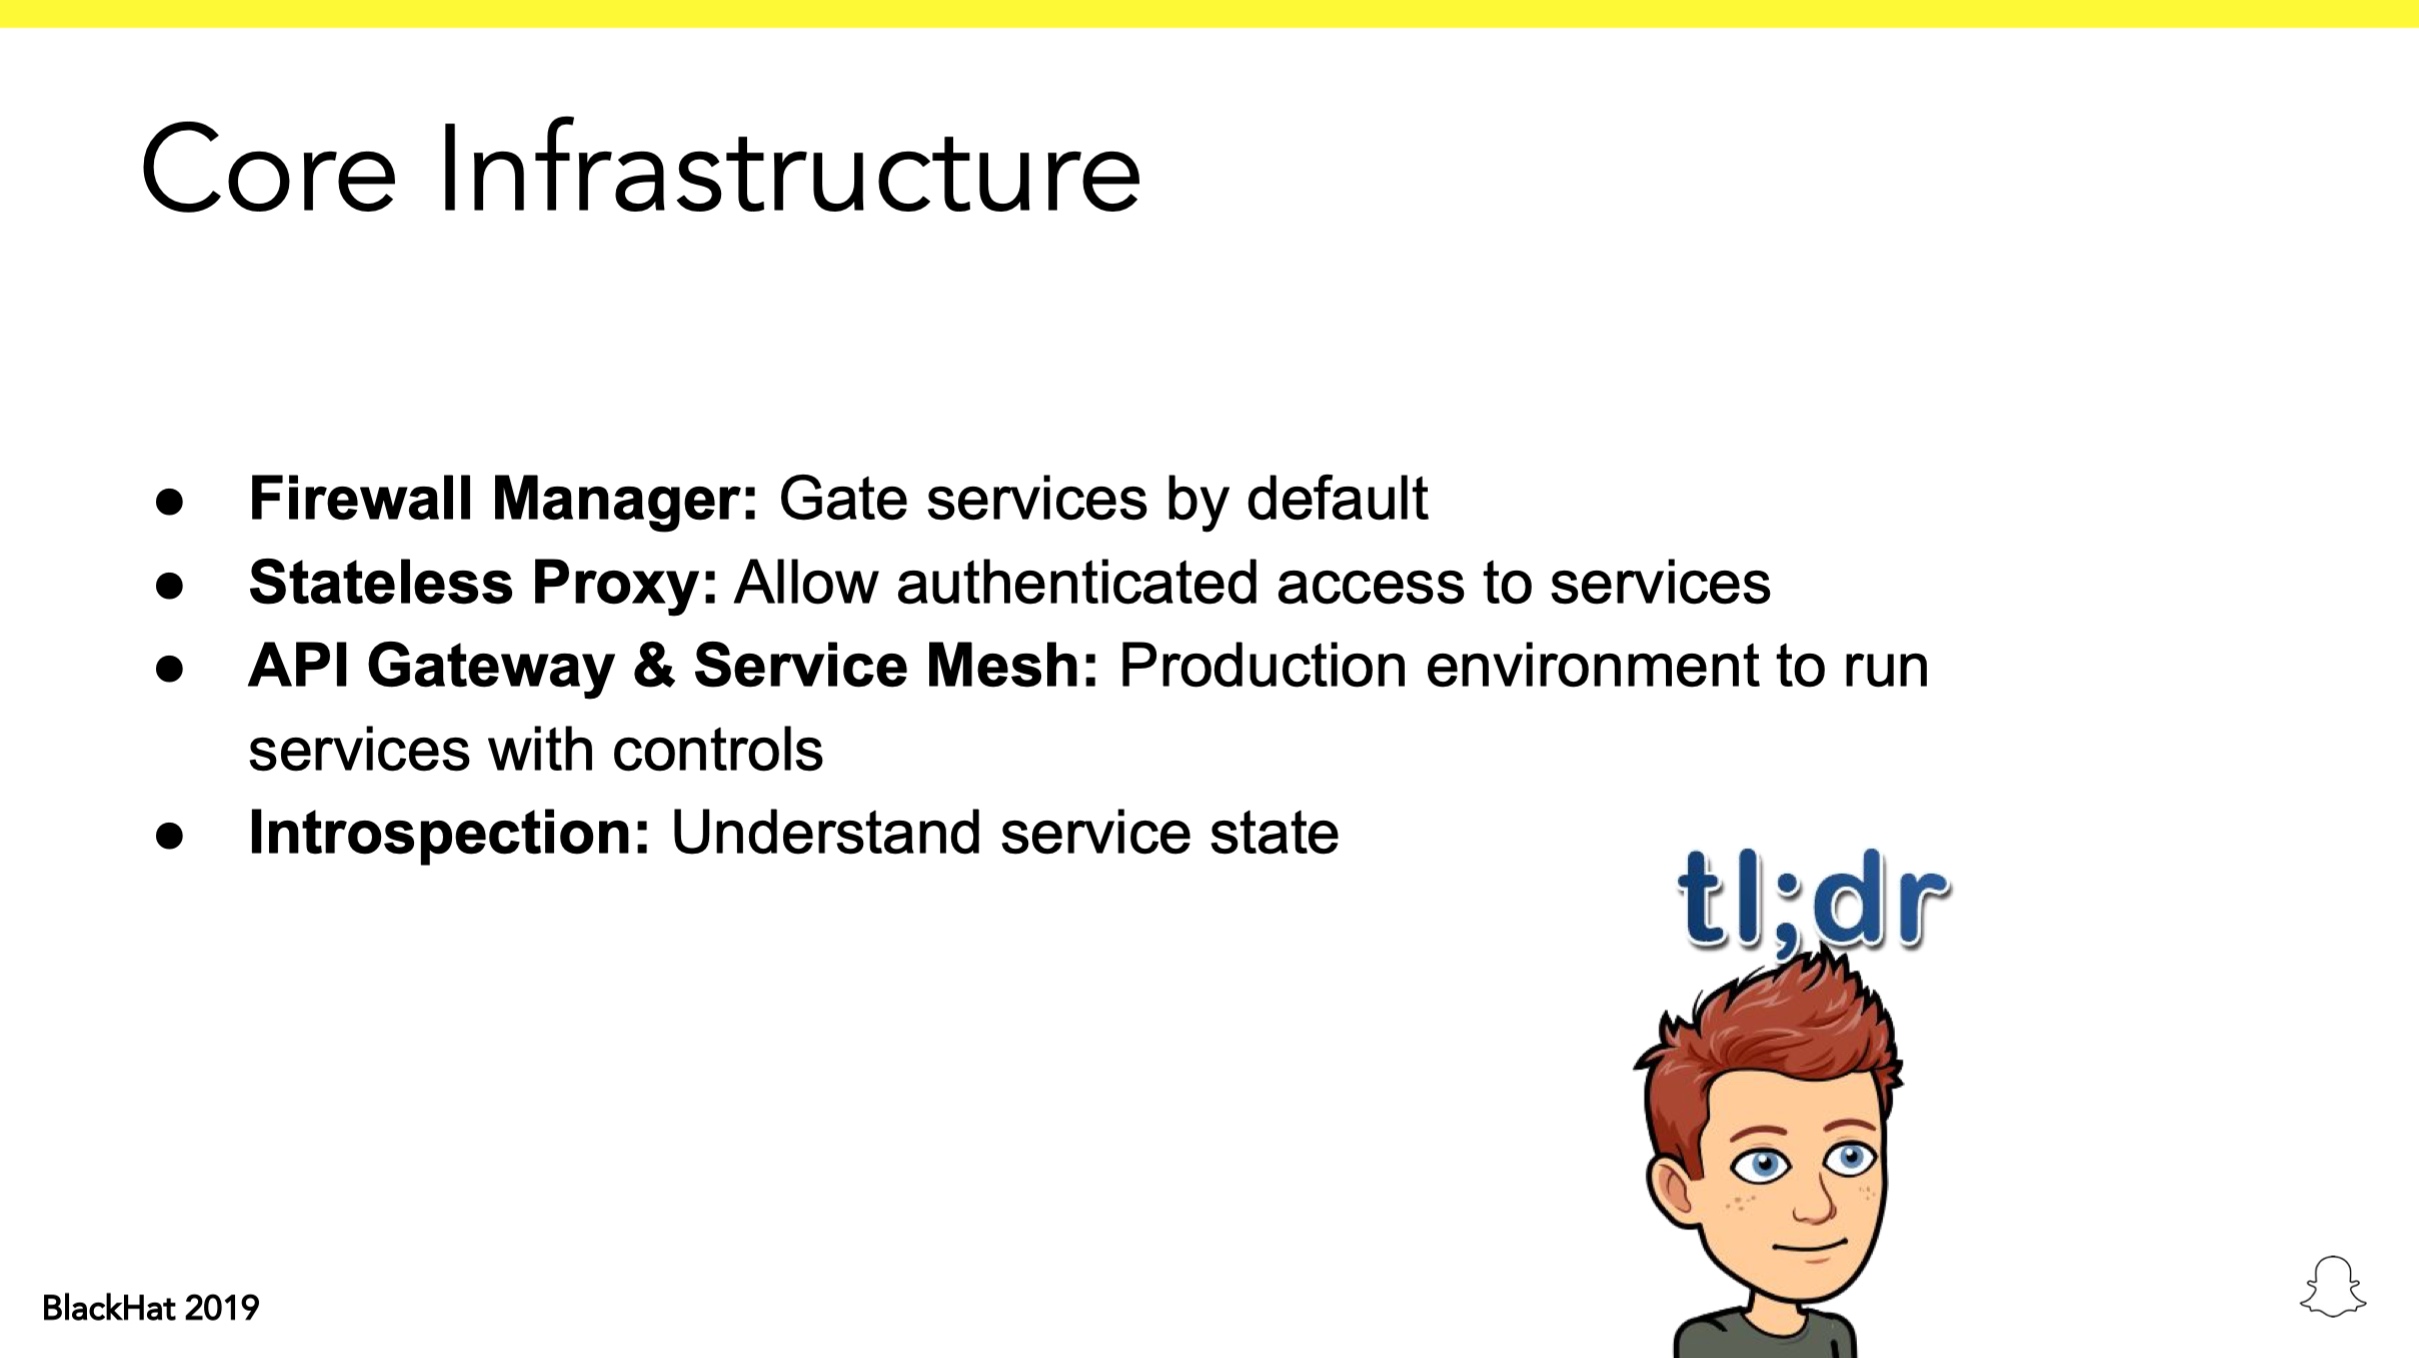 Core Infrastructure
● Firewall Manager: Gate services by default
● Stateless Proxy: Allow authenticated access to services
● API Gateway & Service Mesh: Production environment to run
services with controls
● Introspection: Understand service state
tl;dr
BlackHat 2019